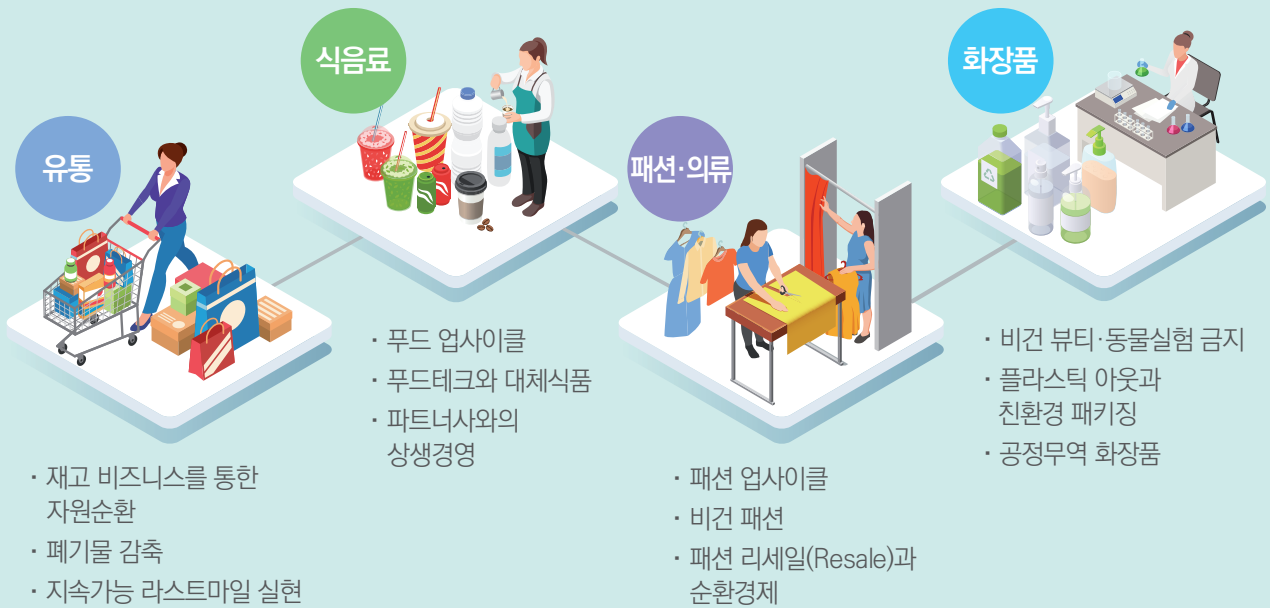 유통
· 재고 비즈니스를 통한
자원순환
· 폐기물 감축
· 지속가능 라스트마일 실현
식음료
· 푸드 업사이클
· 푸드테크와 대체식품
· 파트너사와의
상생경영
패션·의류
· 패션 업사이클
· 비건 패션
· 패션 리세일(Resale)과
순환경제
화장품
· 비건 뷰티·동물실험 금지
· 플라스틱 아웃과
친환경 패키징
· 공정무역 화장품